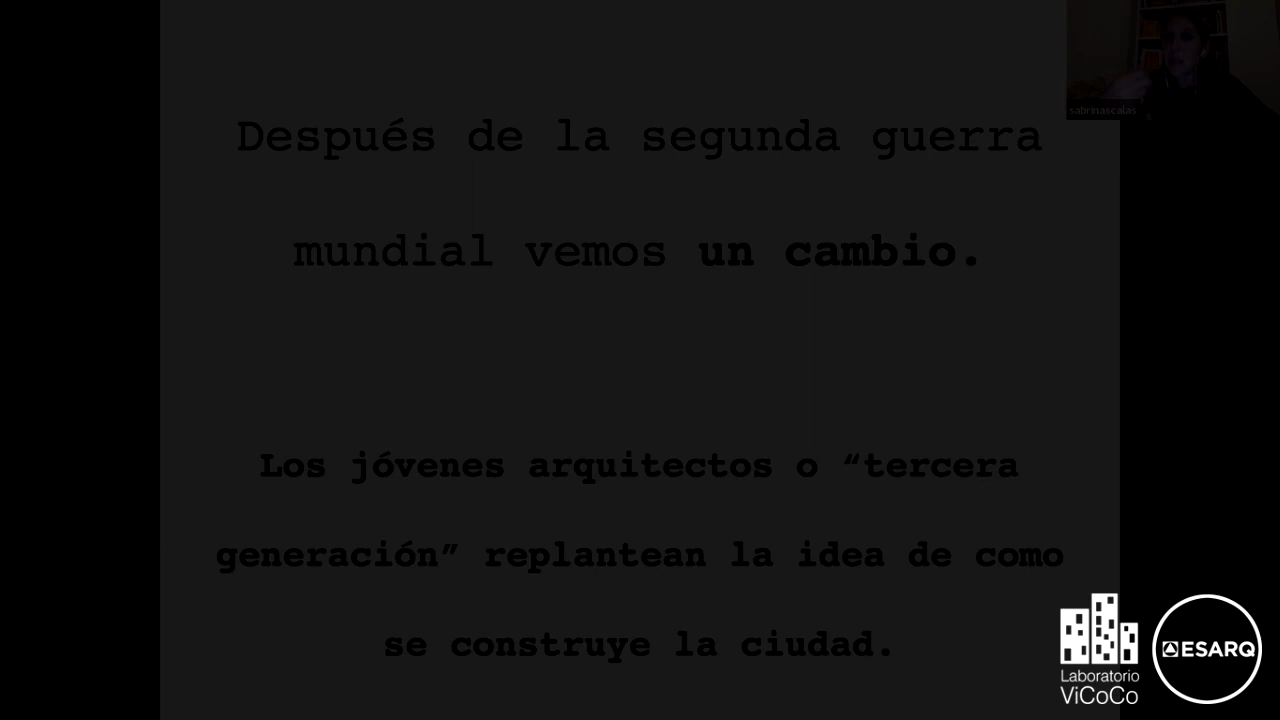 sabrinascalas
Después de la segunda guerra
mundial vemos un cambio.
Los jóvenes arquitectos o “tercera
generación” replantean la idea de como
se construye la ciudad.
Laboratorio
ViCoCo
ESARQ